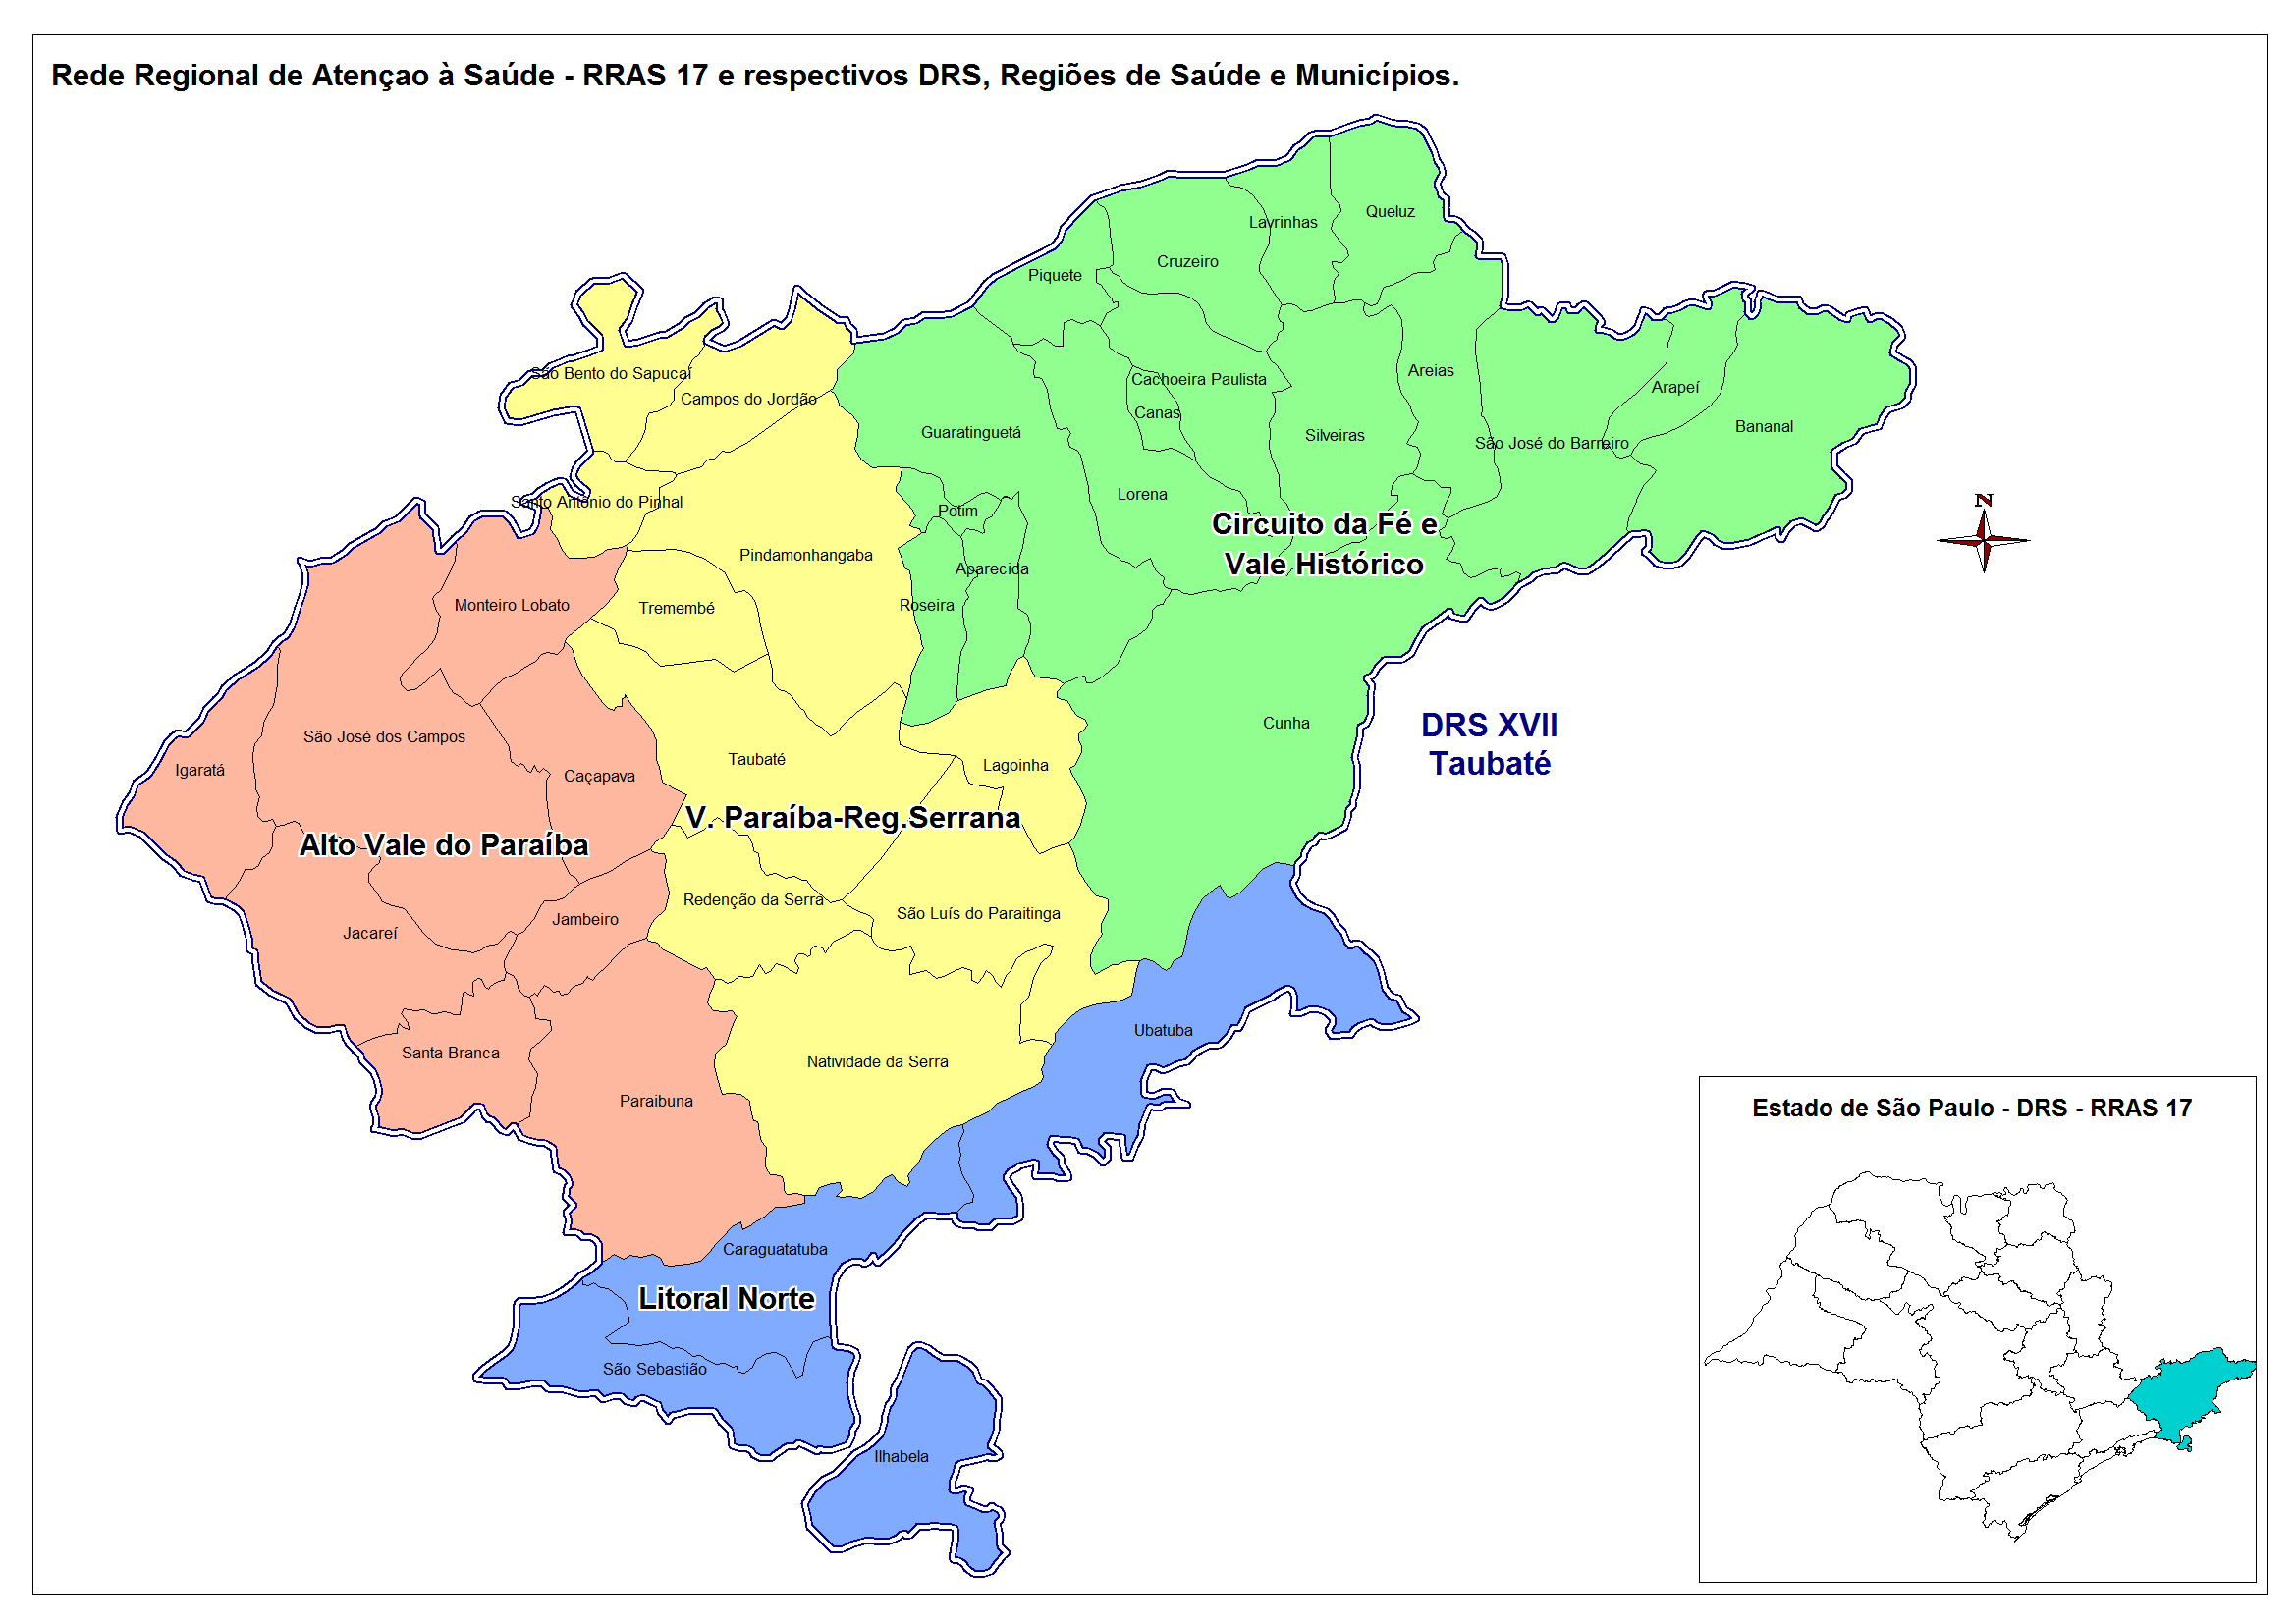 Rede Regional de Atençao à Saúde - RRAS 17 e respectivos DRS, Regiões de Saúde e Municípios.
Queluz
Lavrinhas
Cruzeiro
Piquete
São Bento do Sapucaí
Campos do Jordão
Cachoeira Paulista
Areias
Arapeí
Canas
Guaratinguetá
Silveiras
São José do Barreiro
Bananal
Santo Antônio do Pinhal
Lorena
Potim
Circuito da Fé e
Vale Histórico
N
Pindamonhangaba
Aparecida
Monteiro Lobato
Tremembé
Roseira
Cunha
DRS XVII
Taubaté
São José dos Campos
Igaratá
Caçapava
Taubaté
Lagoinha
V. Paraíba-Reg.Serrana
Alto Vale do Paraíba
Redenção da Serra
São Luís do Paraitinga
Jambeiro
Jacareí
Ubatuba
Santa Branca
Natividade da Serra
Paraibuna
Caraguatatuba
Litoral Norte
São Sebastião
Ilhabela
Estado de São Paulo - DRS - RRAS 17